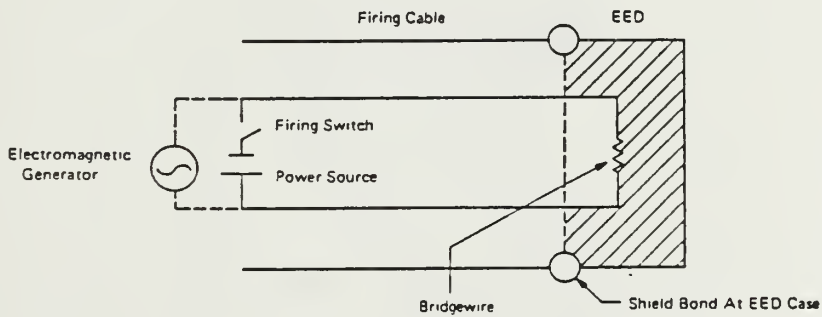 Firing Cable
EED
Firing Switch
Electromagnetic
Generator
Power Source
Bridgewire
Shield Bond At EED Case